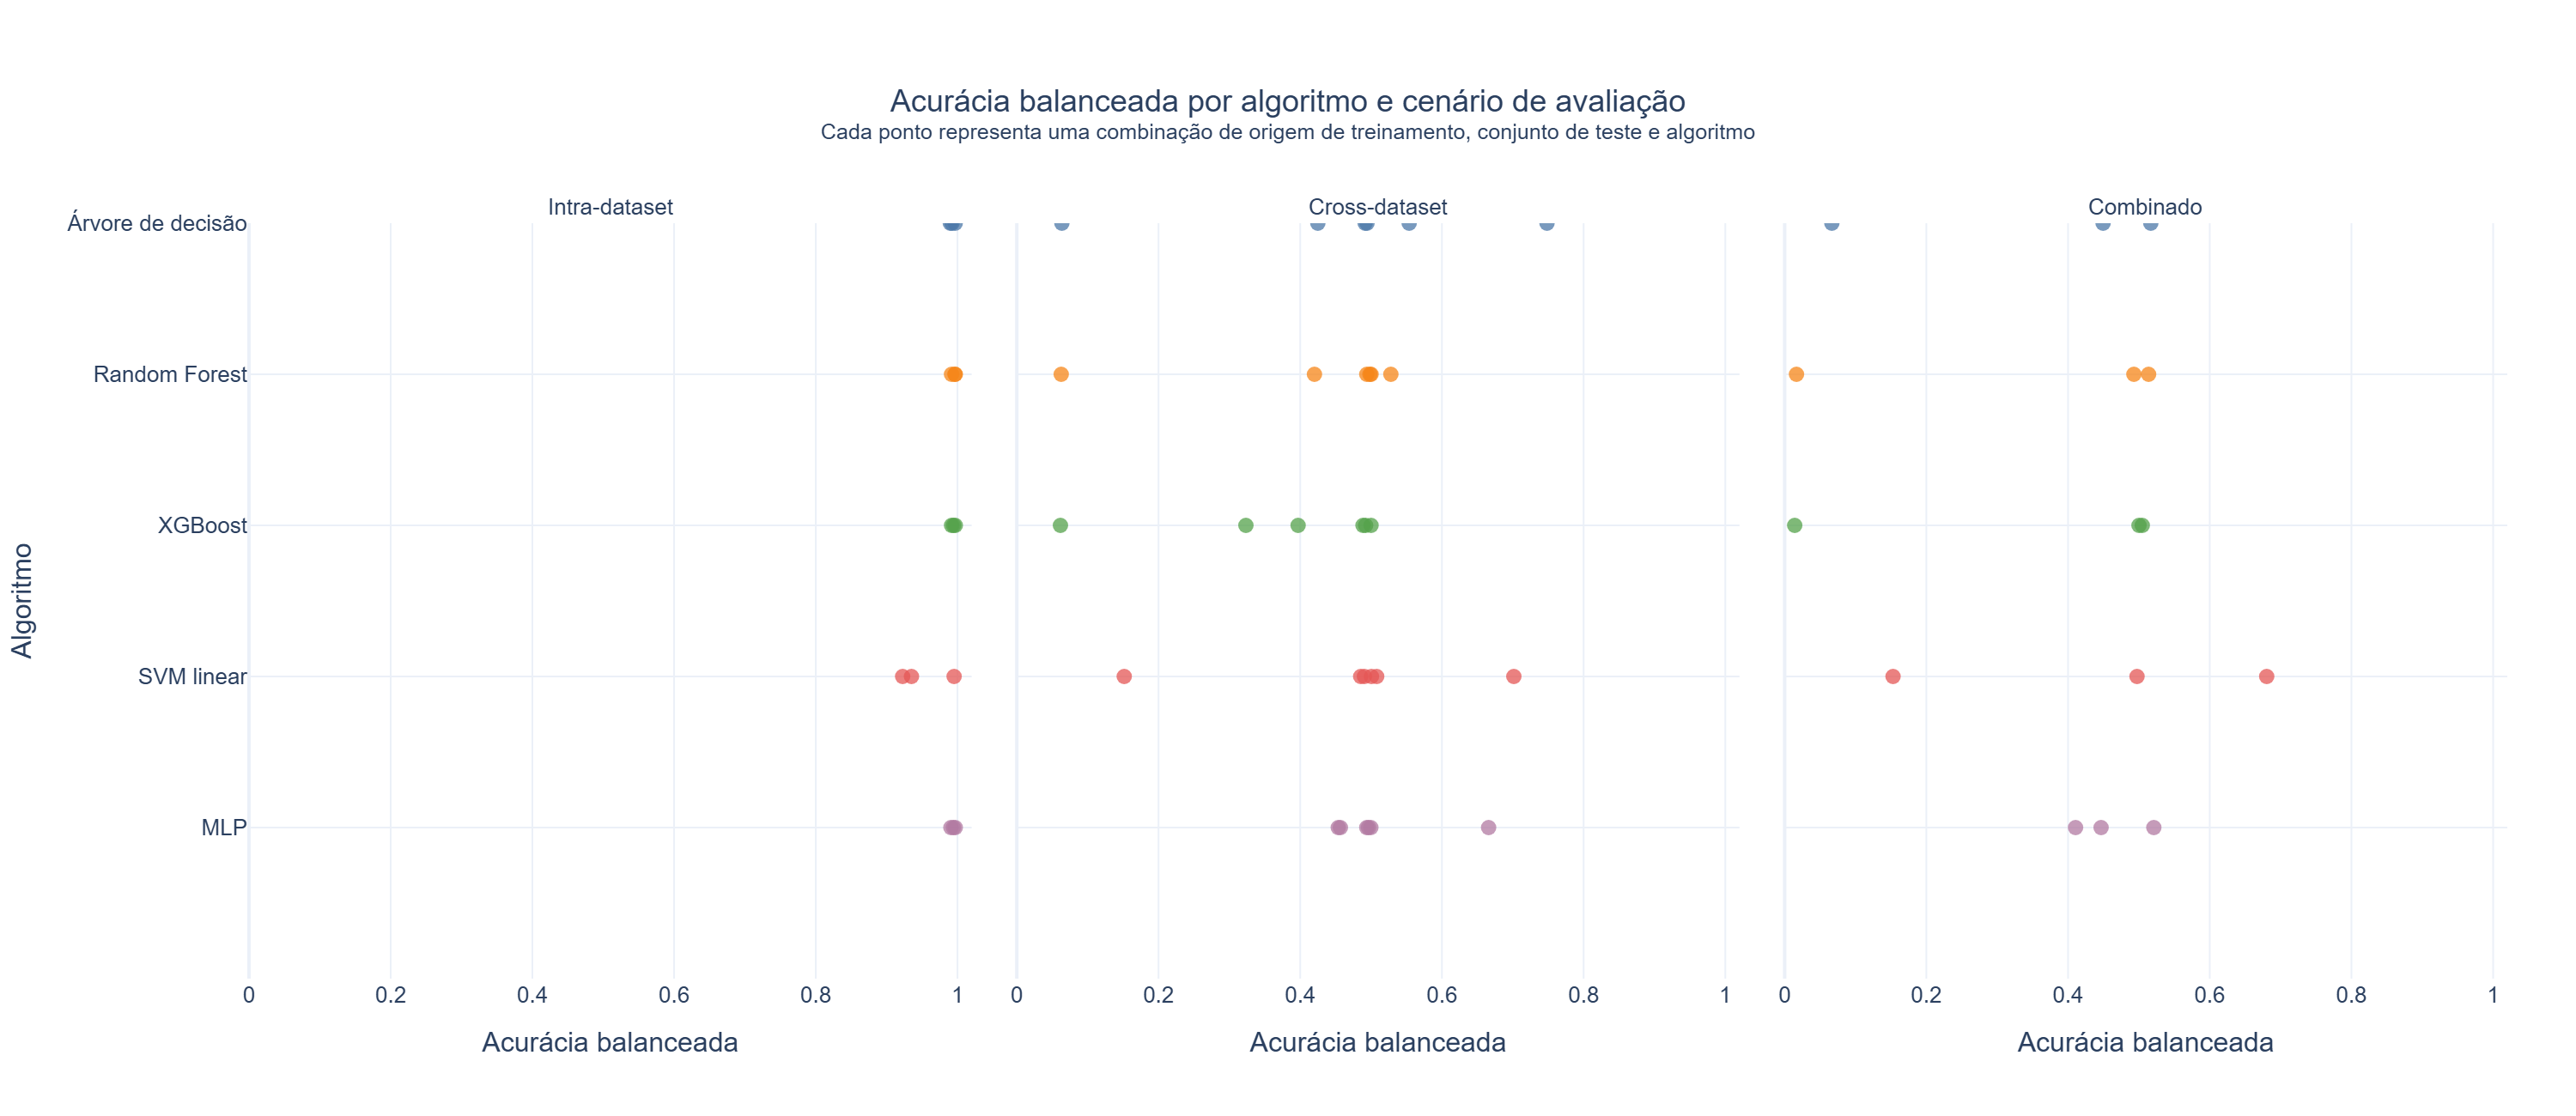 Acurácia balanceada por algoritmo e cenário de avaliação
Cada ponto representa uma combinação de origem de treinamento, conjunto de teste e algoritmo
Intra-dataset
Cross-dataset
Combinado
Algoritmo
Árvore de decisão
Random Forest
XGBoost
SVM linear
MLP
0 0.2 0.4 0.6 0.8 1
0 0.2 0.4 0.6 0.8 1
0 0.2 0.4 0.6 0.8 1
Acurácia balanceada
Acurácia balanceada
Acurácia balanceada